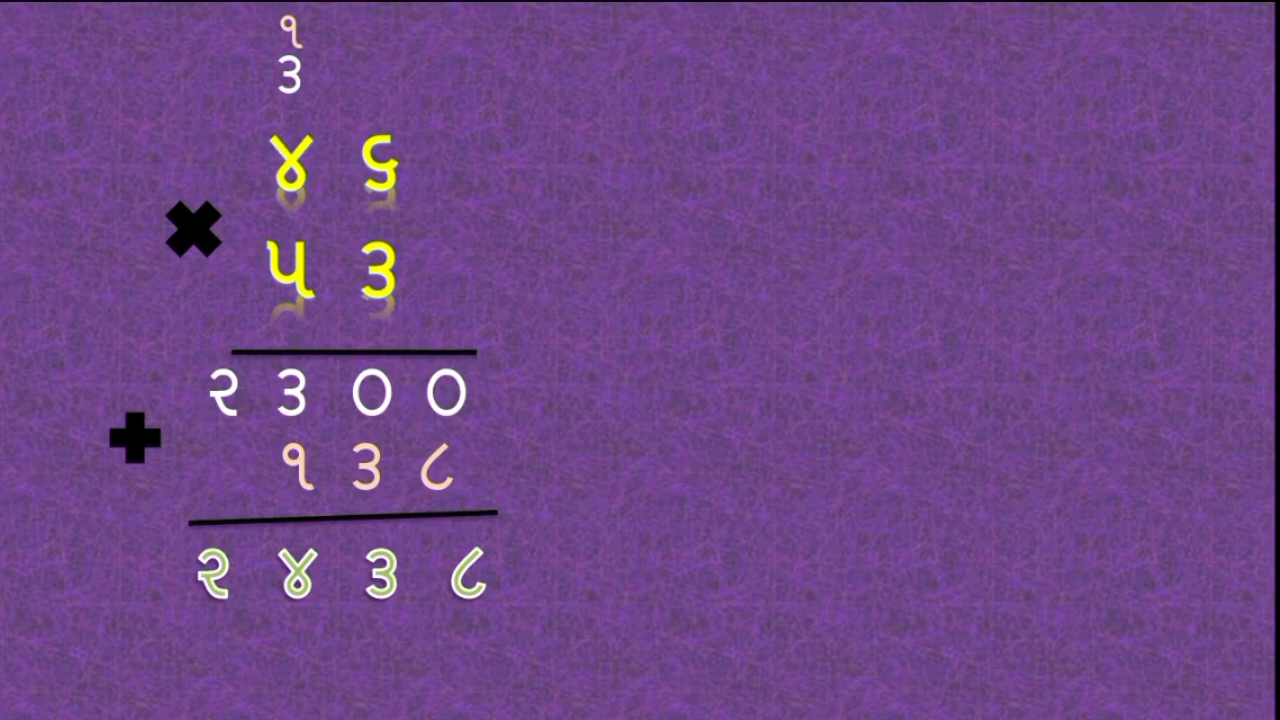 ૧
૩
૪ ૬
× ૫ ૩
૨ ૩ ૦ ૦
+ ૧ ૩ ૮
૨ ૪ ૩ ૮